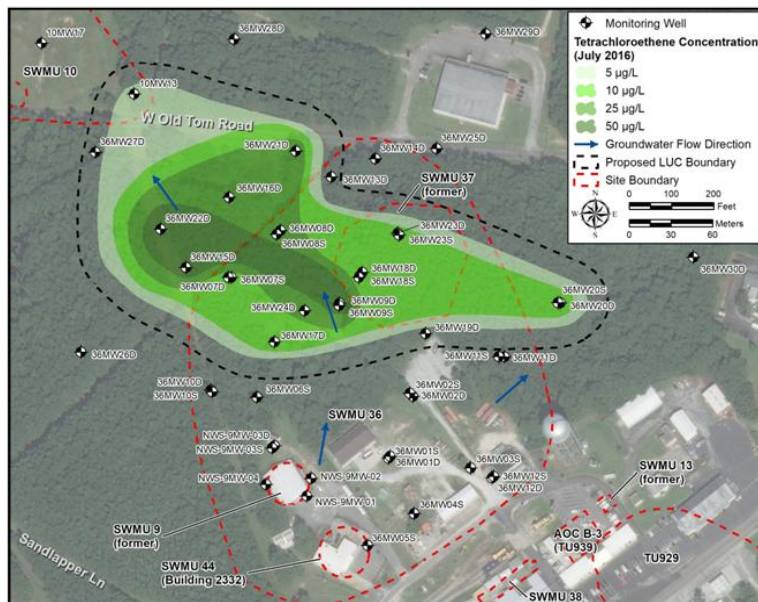 10MW17
36MW28D
36MW29D
SWMU 10
10MW13
W Old Tom Road
36MW27D
36MW21D
36MW14D
36MW25D
36MW13D
SWMU 37
(former)
36MW16D
36MW22D
36MW08D
36MW08S
36MW23D
36MW23S
36MW15D
36MW07D
36MW07S
36MW18D
36MW18S
36MW30D
36MW24D
36MW09D
36MW09S
36MW20S
36MW20D
36MW17D
36MW19D
36MW26D
36MW11S
36MW11D
36MW10D
36MW10S
36MW06S
36MW02S
36MW02D
SWMU 36
NWS-9MW-03D
NWS-9MW-03S
36MW01S
36MW01D
NWS-9MW-04
NWS-9MW-02
NWS-9MW-01
36MW03S
36MW12S
36MW12D
36MW04S
SWMU 13
(former)
SWMU 9
(former)
36MW05S
AOC B-3
(TU939)
TU929
SWMU 44
(Building 2332)
SWMU 38
Sandlapper Ln
Monitoring Well
Tetrachloroethene Concentration
(July 2016)
5 µg/L
10 µg/L
25 µg/L
50 µg/L
Groundwater Flow Direction
Proposed LUC Boundary
Site Boundary
N
W E
S
0 100 200
Feet
Meters
0 30 60